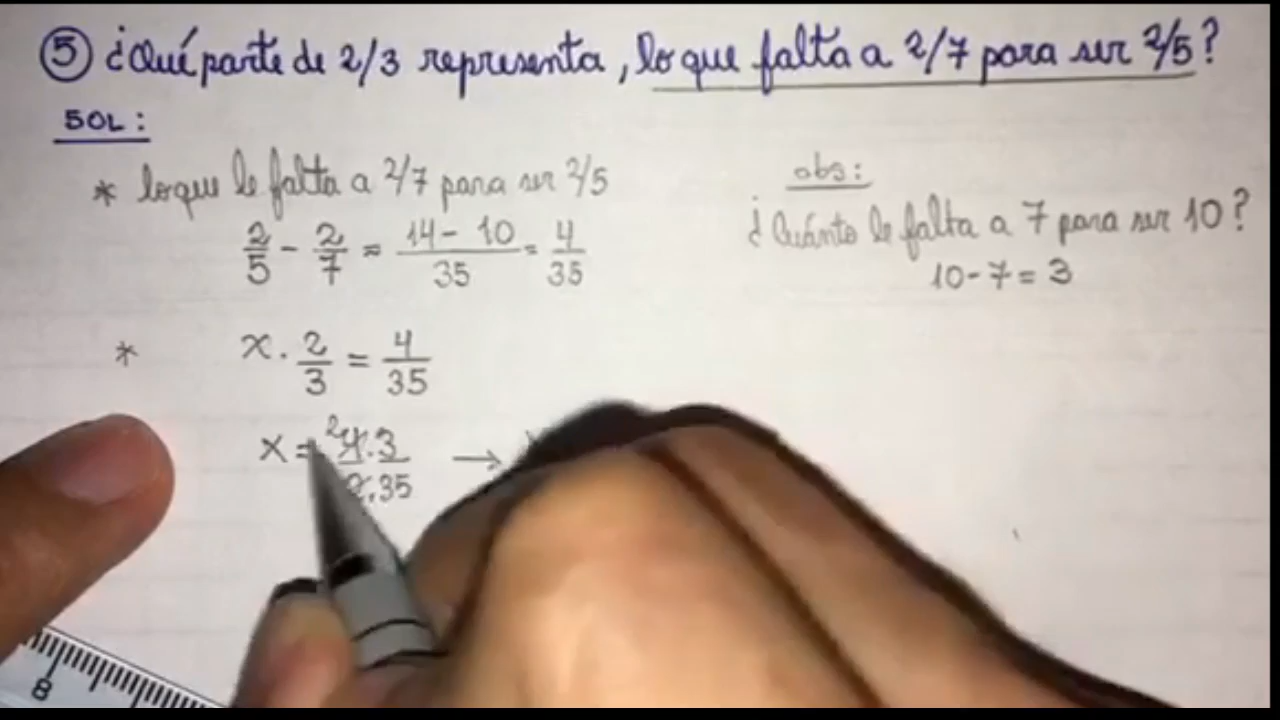 5 ¿Qué parte de 2/3 representa, lo que falta a 2/7 para ser 2/5?
SOL:
* lo que le falta a 2/7 para ser 2/5
2/5 - 2/7 = 14 - 10/35 = 4/35
obs:
¿Cuánto le falta a 7 para ser 10?
10 - 7 = 3
* x . 2/3 = 4/35
x = 2 4.3/2.35 →
8